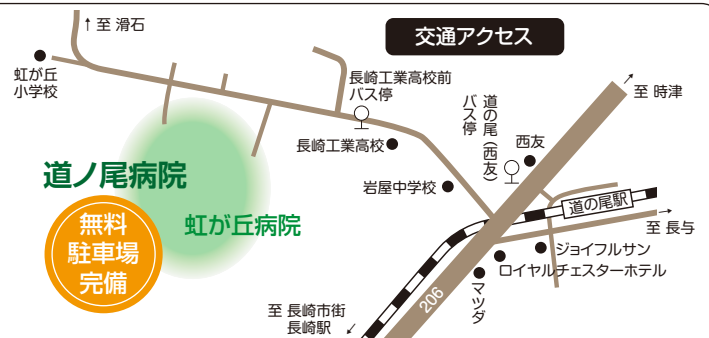 ↑至 滑石
交通アクセス
虹が丘
小学校
長崎工業高校前
バス停
道の尾(西友)
バス停
至 時津
西友
長崎工業高校
道ノ尾病院
岩屋中学校
道の尾駅
虹が丘病院
至 長与
無料
駐車場
完備
ジョイフルサン
ロイヤルチェスターホテル
マツダ
206
至 長崎市街
長崎駅